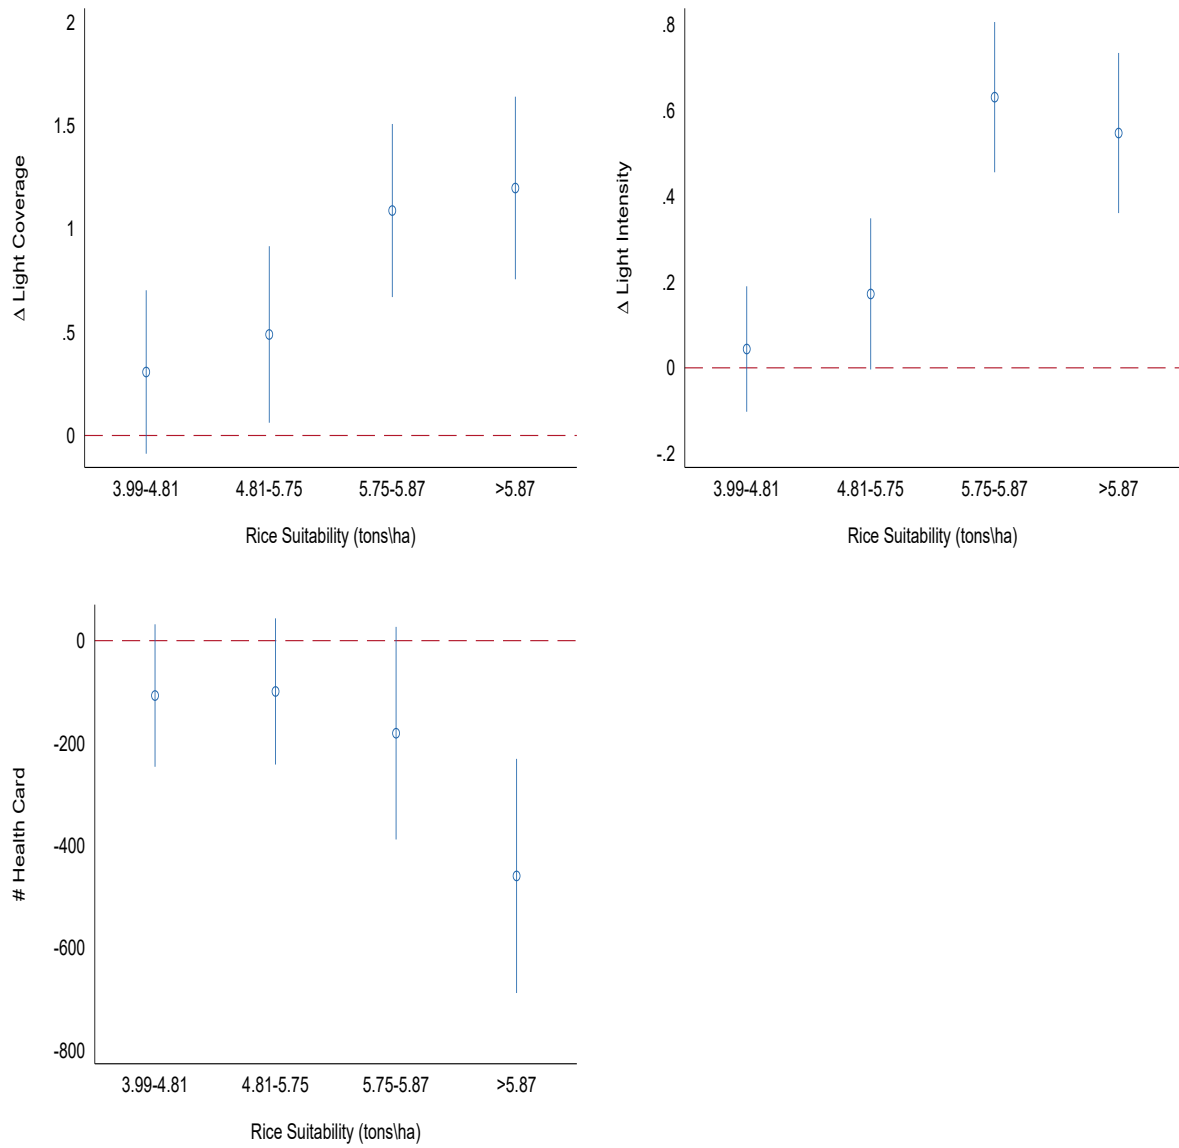 Δ Light Coverage
2
1.5
1
.5
0
3.99-4.81 4.81-5.75 5.75-5.87 >5.87
Rice Suitability (tons\ha)
Δ Light Intensity
.8
.6
.4
.2
0
-.2
3.99-4.81 4.81-5.75 5.75-5.87 >5.87
Rice Suitability (tons\ha)
# Health Card
0
-200
-400
-600
-800
3.99-4.81 4.81-5.75 5.75-5.87 >5.87
Rice Suitability (tons\ha)